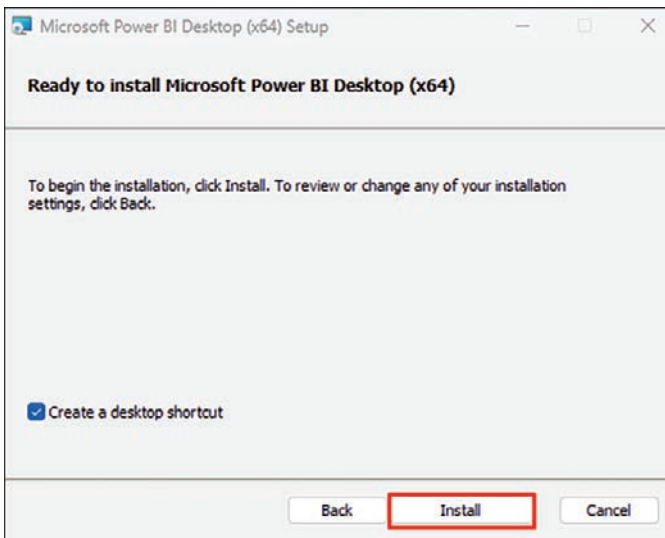 Microsoft Power BI Desktop (x64) Setup
Ready to install Microsoft Power BI Desktop (x64)
To begin the installation, click Install. To review or change any of your installation
settings, click Back.
Create a desktop shortcut
Back Install Cancel